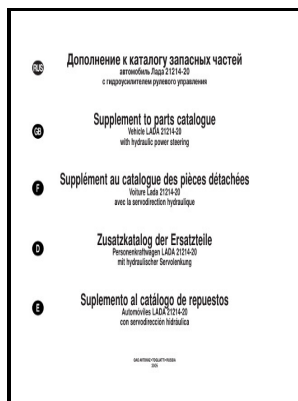 RUS
Дополнение к каталогу запасных частей
автомобиль Лада 21214-20
с гидроусилителем рулевого управления
GB
Supplement to parts catalogue
Vehicle LADA 21214-20
with hydraulic power steering
F
Supplément au catalogue des pièces détachées
Voiture Lada 21214-20
avec la servodirection hydraulique
D
Zusatzkatalog der Ersatzteile
Personenkraftwagen LADA 21214-20
mit hydraulischer Servolenkung
E
Suplemento al catálogo de repuestos
Automóviles LADA 21214-20
con servodirección hidráulica
2005